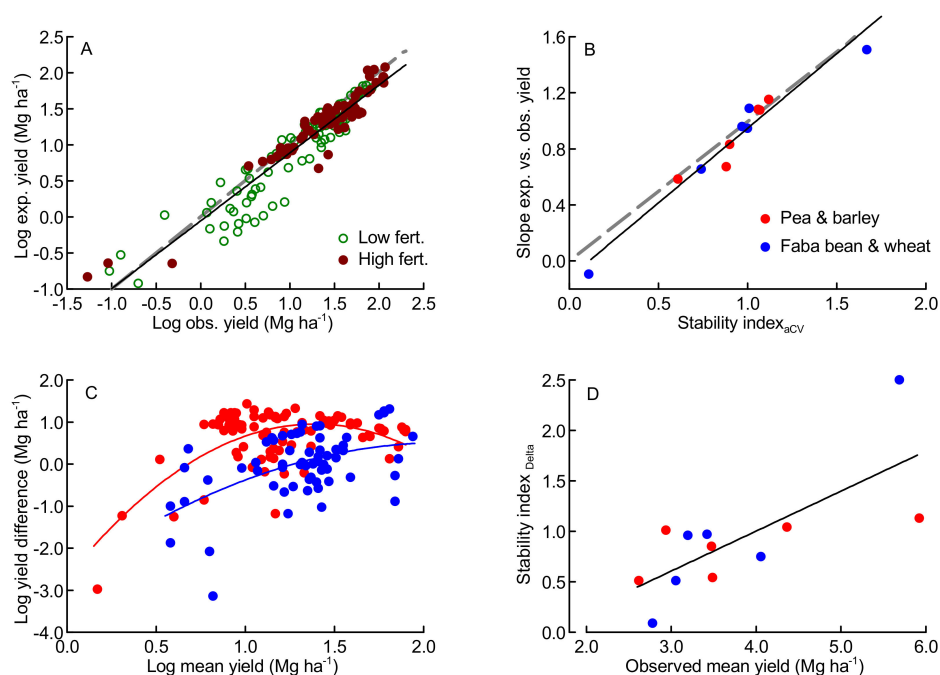 A
Log exp. yield (Mg ha⁻¹)
2.5
2.0
1.5
1.0
0.5
0.0
-0.5
-1.0
-1.5 -1.0 -0.5 0.0 0.5 1.0 1.5 2.0 2.5
Log obs. yield (Mg ha⁻¹)
Low fert.
High fert.
B
Slope exp. vs. obs. yield
1.6
1.2
0.8
0.4
0.0
0.0 0.5 1.0 1.5 2.0
Stability index aCV
Pea & barley
Faba bean & wheat
C
Log yield difference (Mg ha⁻¹)
2.0
1.0
0.0
-1.0
-2.0
-3.0
-4.0
0.0 0.5 1.0 1.5 2.0
Log mean yield (Mg ha⁻¹)
D
Stability index Delta
2.5
2.0
1.5
1.0
0.5
0.0
2.0 3.0 4.0 5.0 6.0
Observed mean yield (Mg ha⁻¹)